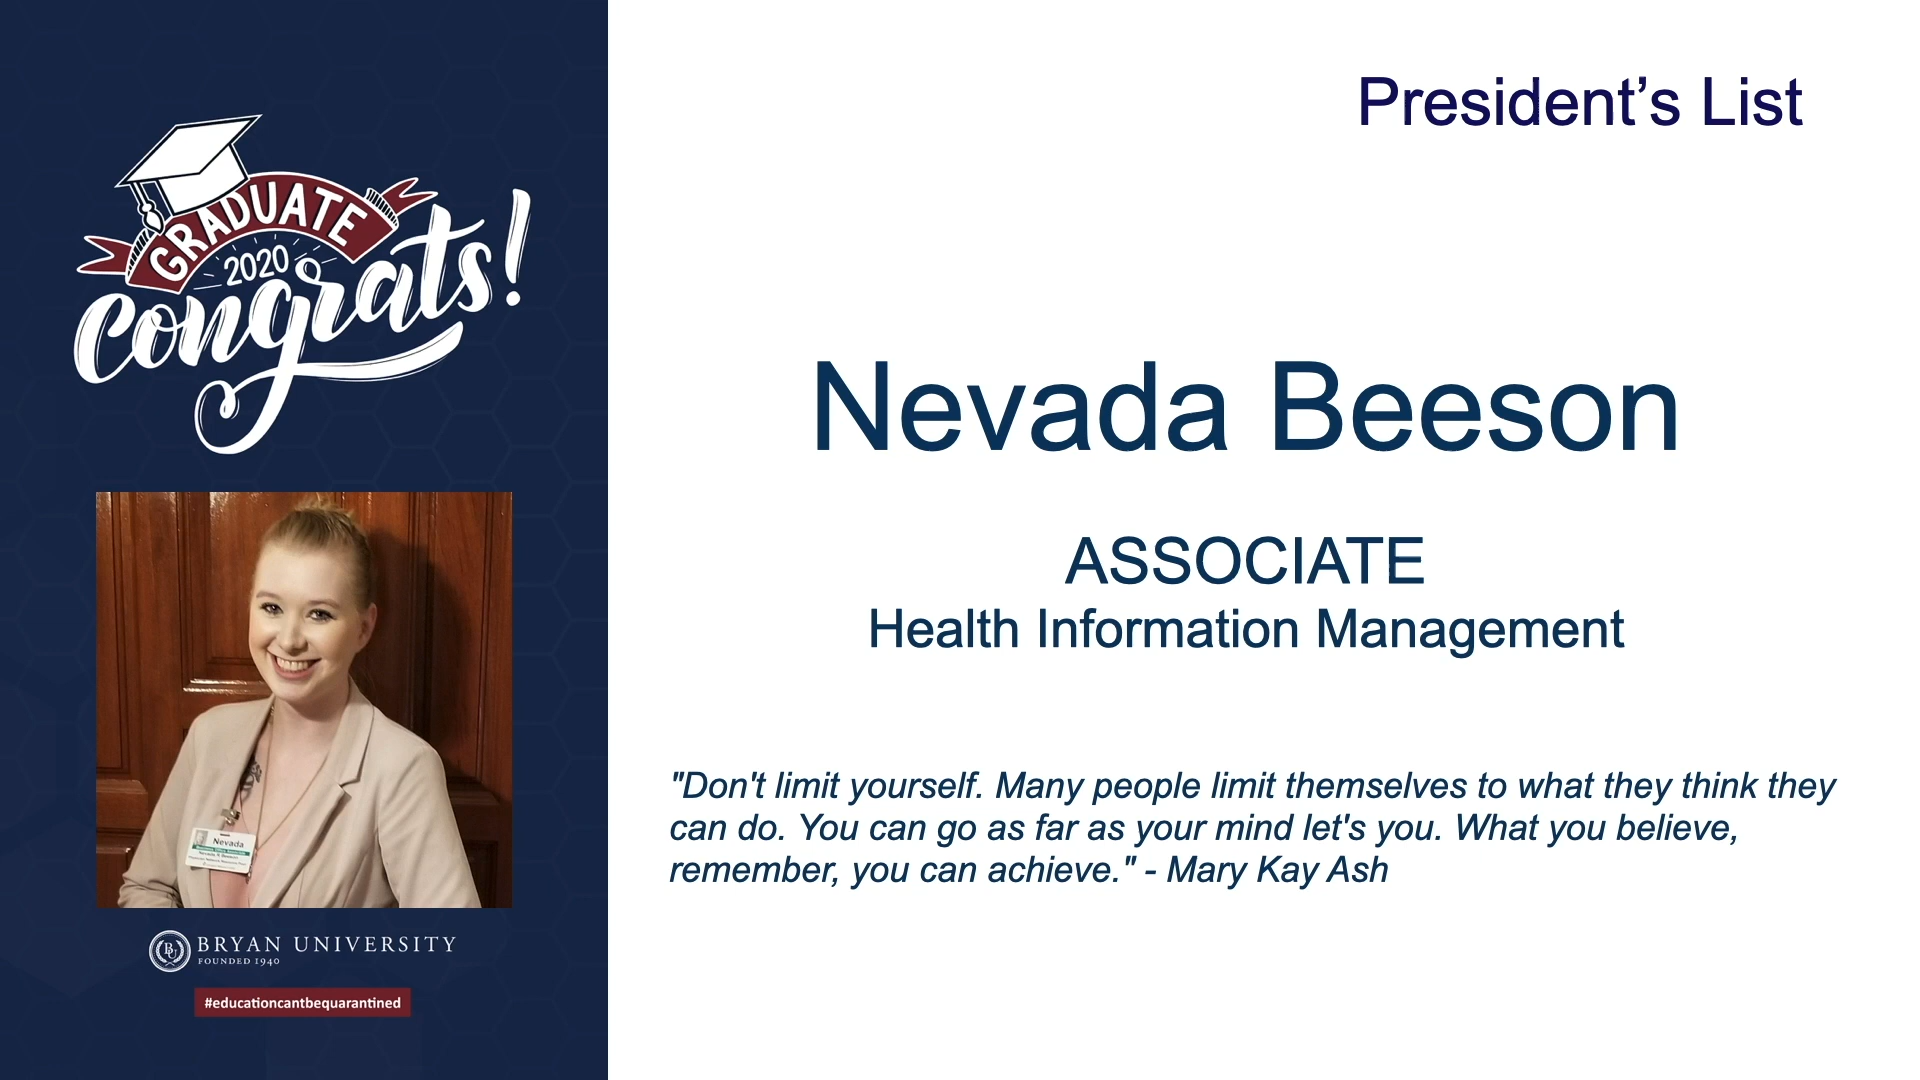 President’s List
GRADUATE
2020
Congrats!
Nevada Beeson
ASSOCIATE
Health Information Management
"Don't limit yourself. Many people limit themselves to what they think they
can do. You can go as far as your mind let's you. What you believe,
remember, you can achieve." - Mary Kay Ash
Nevada
BU
BRYAN UNIVERSITY
FOUNDED 1940
#educationcantbequarantined